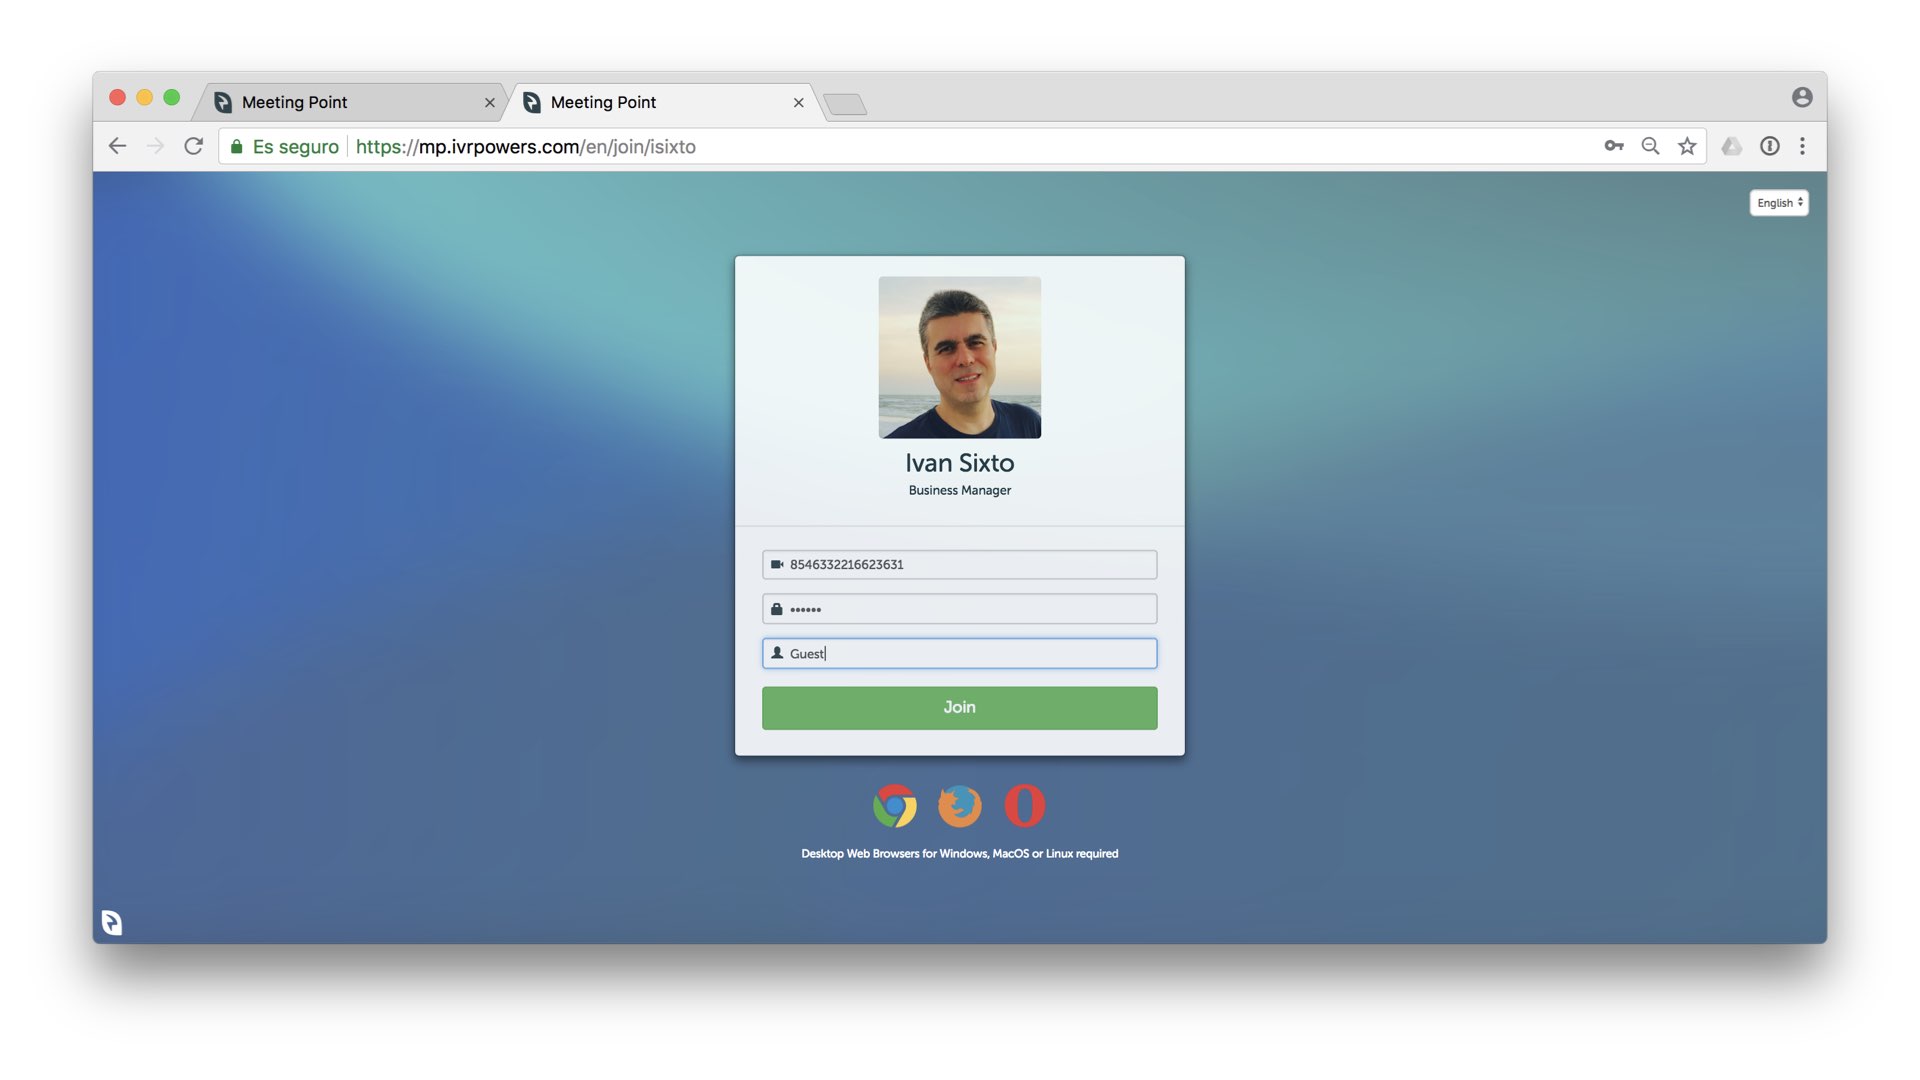 Meeting Point
Meeting Point
Es seguro
https://mp.ivrpowers.com/en/join/isixto
English
Ivan Sixto
Business Manager
8546332216623631
••••••
Guest
Join
Desktop Web Browsers for Windows, MacOS or Linux required